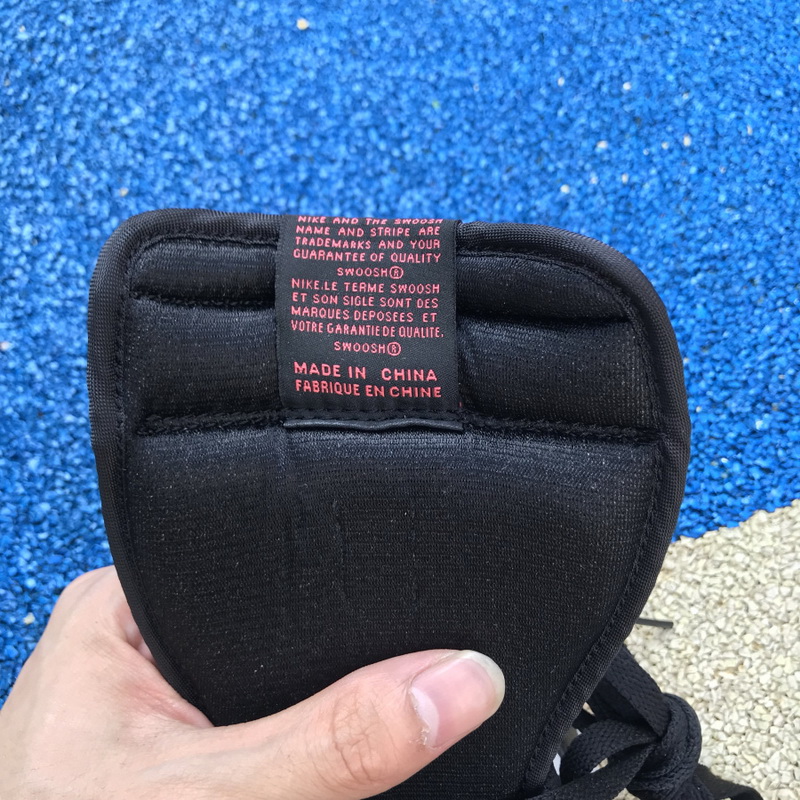 NIKE AND THE SWOOSH
NAME AND STRIPE ARE
TRADEMARKS AND YOUR
GUARANTEE OF QUALITY
SWOOSH®
NIKE.LE TERME SWOOSH
ET SON SIGLE SONT DES
MARQUES DEPOSEES ET
VOTRE GARANTIE DE QUALITE.
SWOOSH®
MADE IN CHINA
FABRIQUE EN CHINE